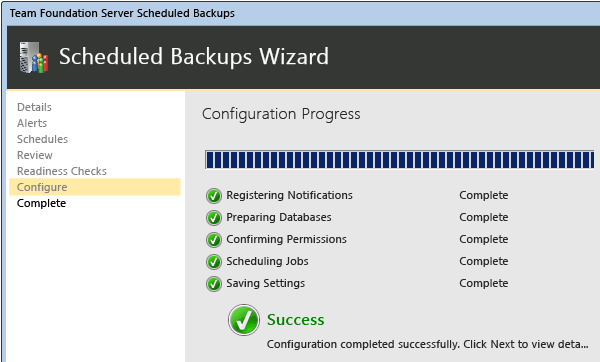 Team Foundation Server Scheduled Backups
Scheduled Backups Wizard
Details
Alerts
Schedules
Review
Readiness Checks
Configure
Complete
Configuration Progress
Registering Notifications Complete
Preparing Databases Complete
Confirming Permissions Complete
Scheduling Jobs Complete
Saving Settings Complete
Success
Configuration completed successfully. Click Next to view deta...